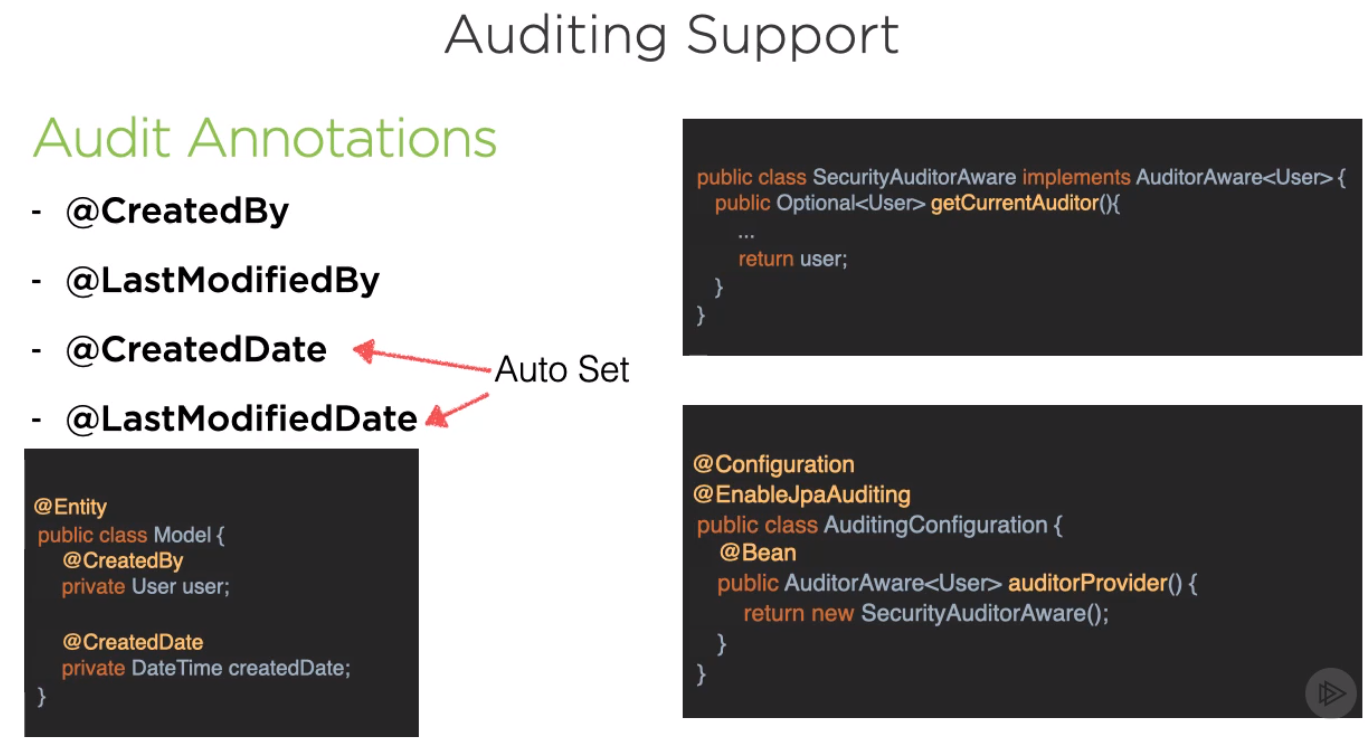 Auditing Support
Audit Annotations
- @CreatedBy
- @LastModifiedBy
- @CreatedDate
- @LastModifiedDate
Auto Set
@Entity
public class Model {
@CreatedBy
private User user;
@CreatedDate
private DateTime createdDate;
}
public class SecurityAuditorAware implements AuditorAware<User> {
public Optional<User> getCurrentAuditor(){
...
return user;
}
}
@Configuration
@EnableJpaAuditing
public class AuditingConfiguration {
@Bean
public AuditorAware<User> auditorProvider() {
return new SecurityAuditorAware();
}
}